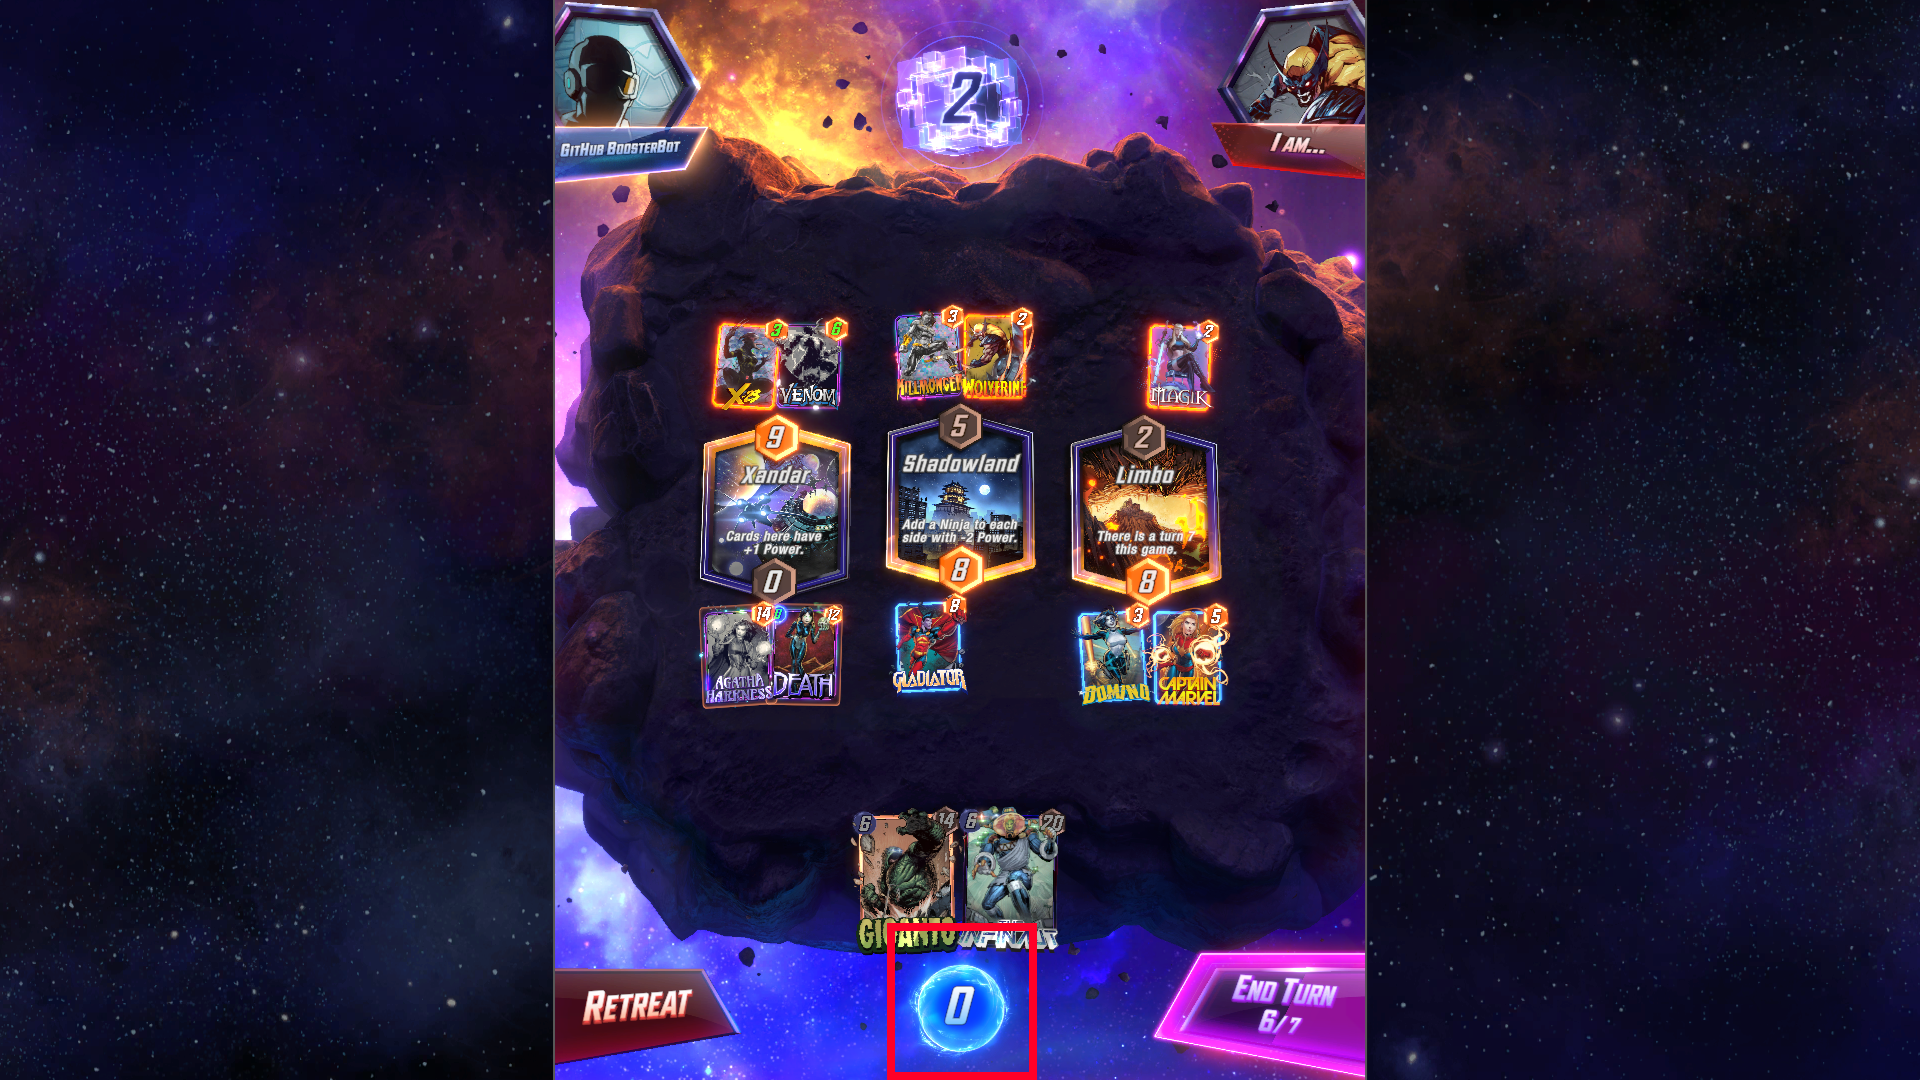 2
GITHUB BOOSTERBOT
I AM...
3
6
3
2
2
X-23
VENOM
KILLMONGER
WOLVERINE
MAGIK
9
5
2
Xandar
Shadowland
Limbo
Cards here have
+1 Power.
Add a Ninja to each
side with -2 Power.
There is a turn 7
this game.
0
8
8
14
8
12
8
3
5
AGATHA
HARKNESS
DEATH
GLADIATOR
DOMINO
CAPTAIN
MARVEL
6
14
6
20
GIGANTO
RETREAT
0
END TURN
6/7